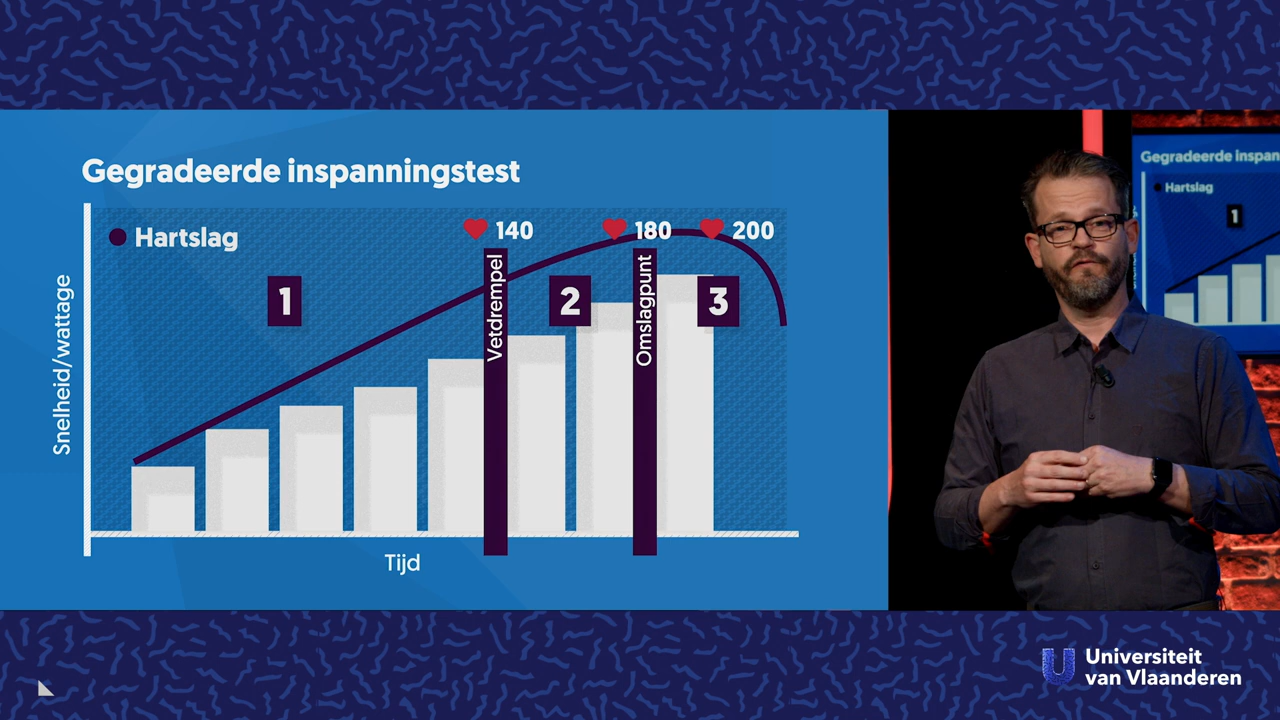 Gegradeerde inspanningstest
Hartslag
140
180
200
1
2
3
Vetdrempel
Omslagpunt
Snelheid/wattage
Tijd
Gegradeerde inspan
Hartslag
1
Universiteit
van Vlaanderen